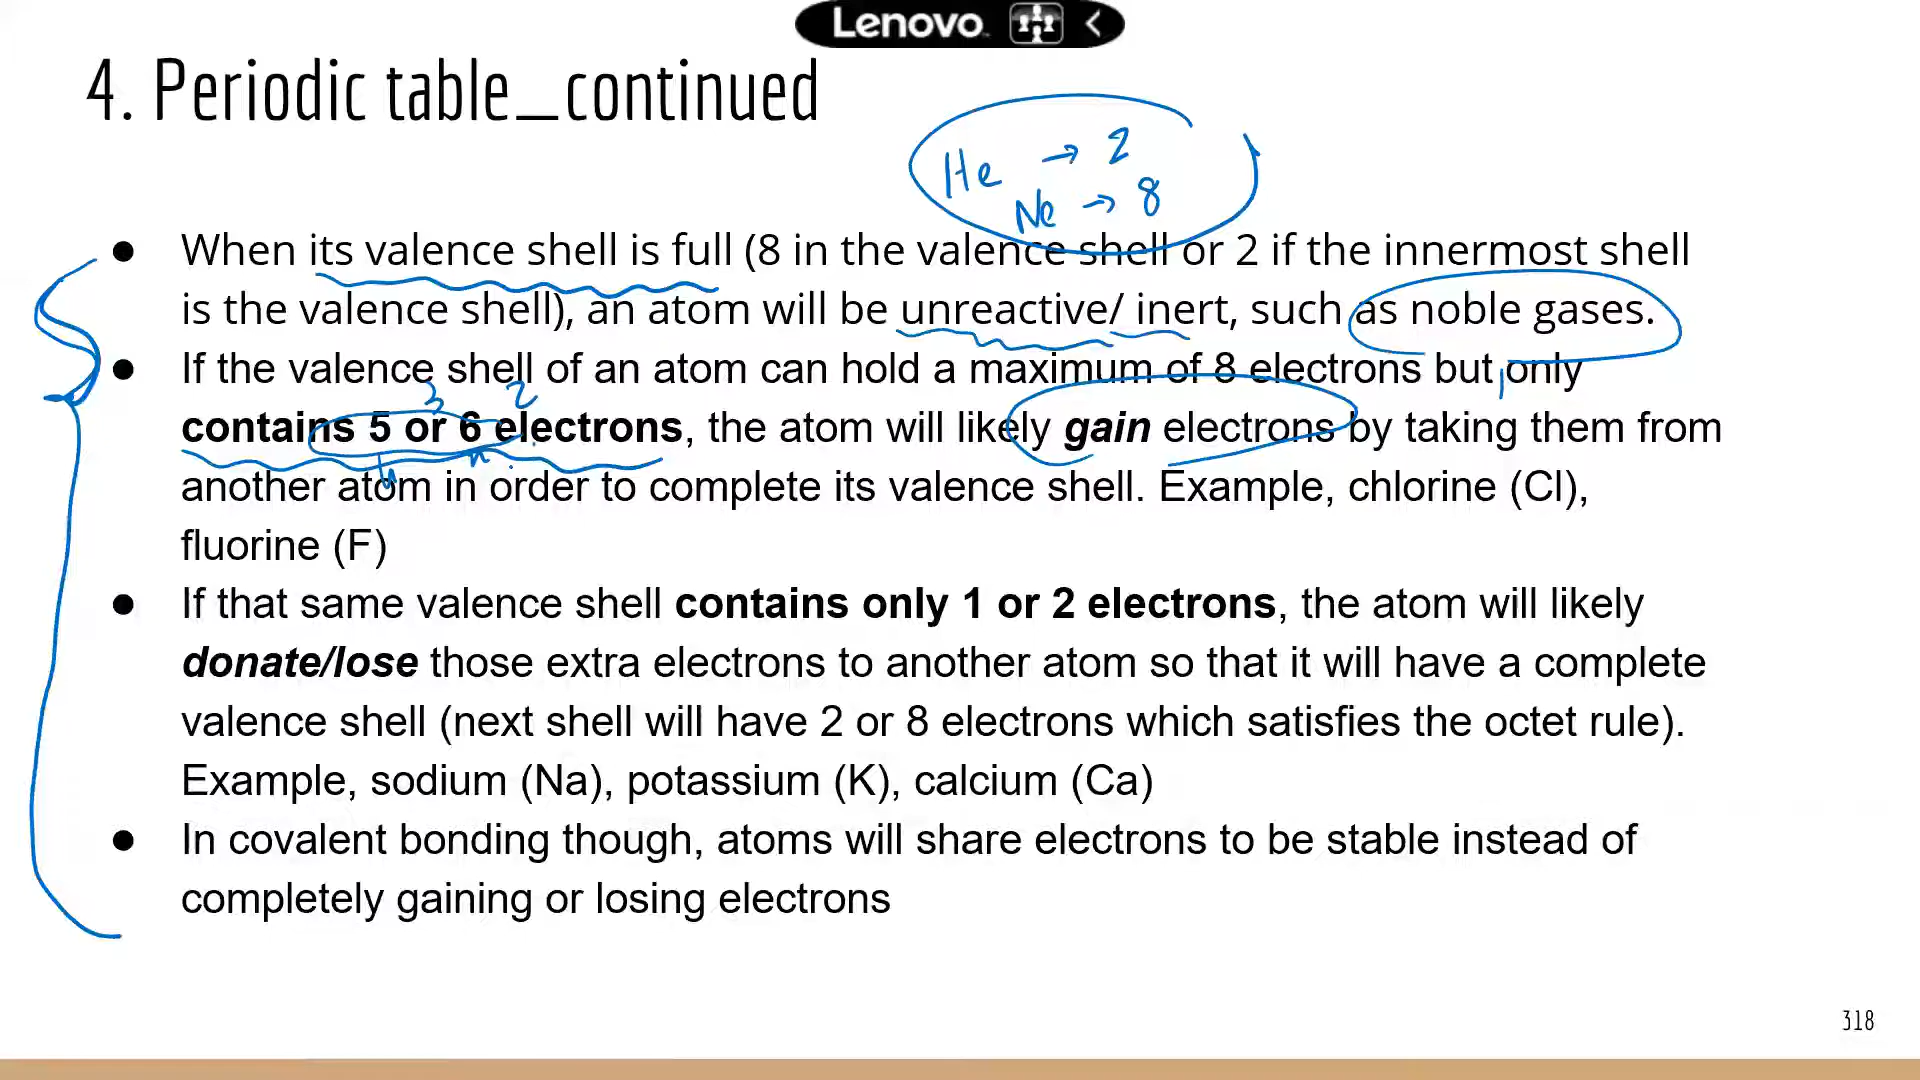 Lenovo
4. Periodic table_continued
He → 2
Ne → 8
● When its valence shell is full (8 in the valence shell or 2 if the innermost shell
is the valence shell), an atom will be unreactive/ inert, such as noble gases.
● If the valence shell of an atom can hold a maximum of 8 electrons but only
3 2
contains 5 or 6 electrons, the atom will likely gain electrons by taking them from
another atom in order to complete its valence shell. Example, chlorine (Cl),
fluorine (F)
● If that same valence shell contains only 1 or 2 electrons, the atom will likely
donate/lose those extra electrons to another atom so that it will have a complete
valence shell (next shell will have 2 or 8 electrons which satisfies the octet rule).
Example, sodium (Na), potassium (K), calcium (Ca)
● In covalent bonding though, atoms will share electrons to be stable instead of
completely gaining or losing electrons
318